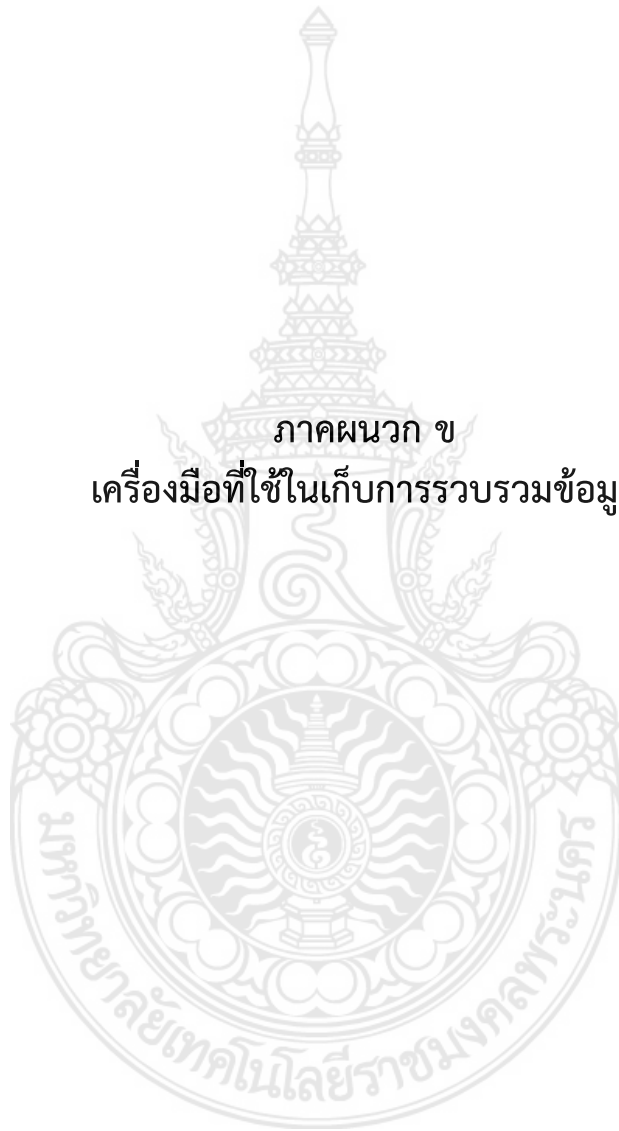 ภาคผนวก ข
เครื่องมือที่ใช้ในเก็บการรวบรวมข้อมู
มหาวิทยาลัยเทคโนโลยีราชมงคลพระนคร